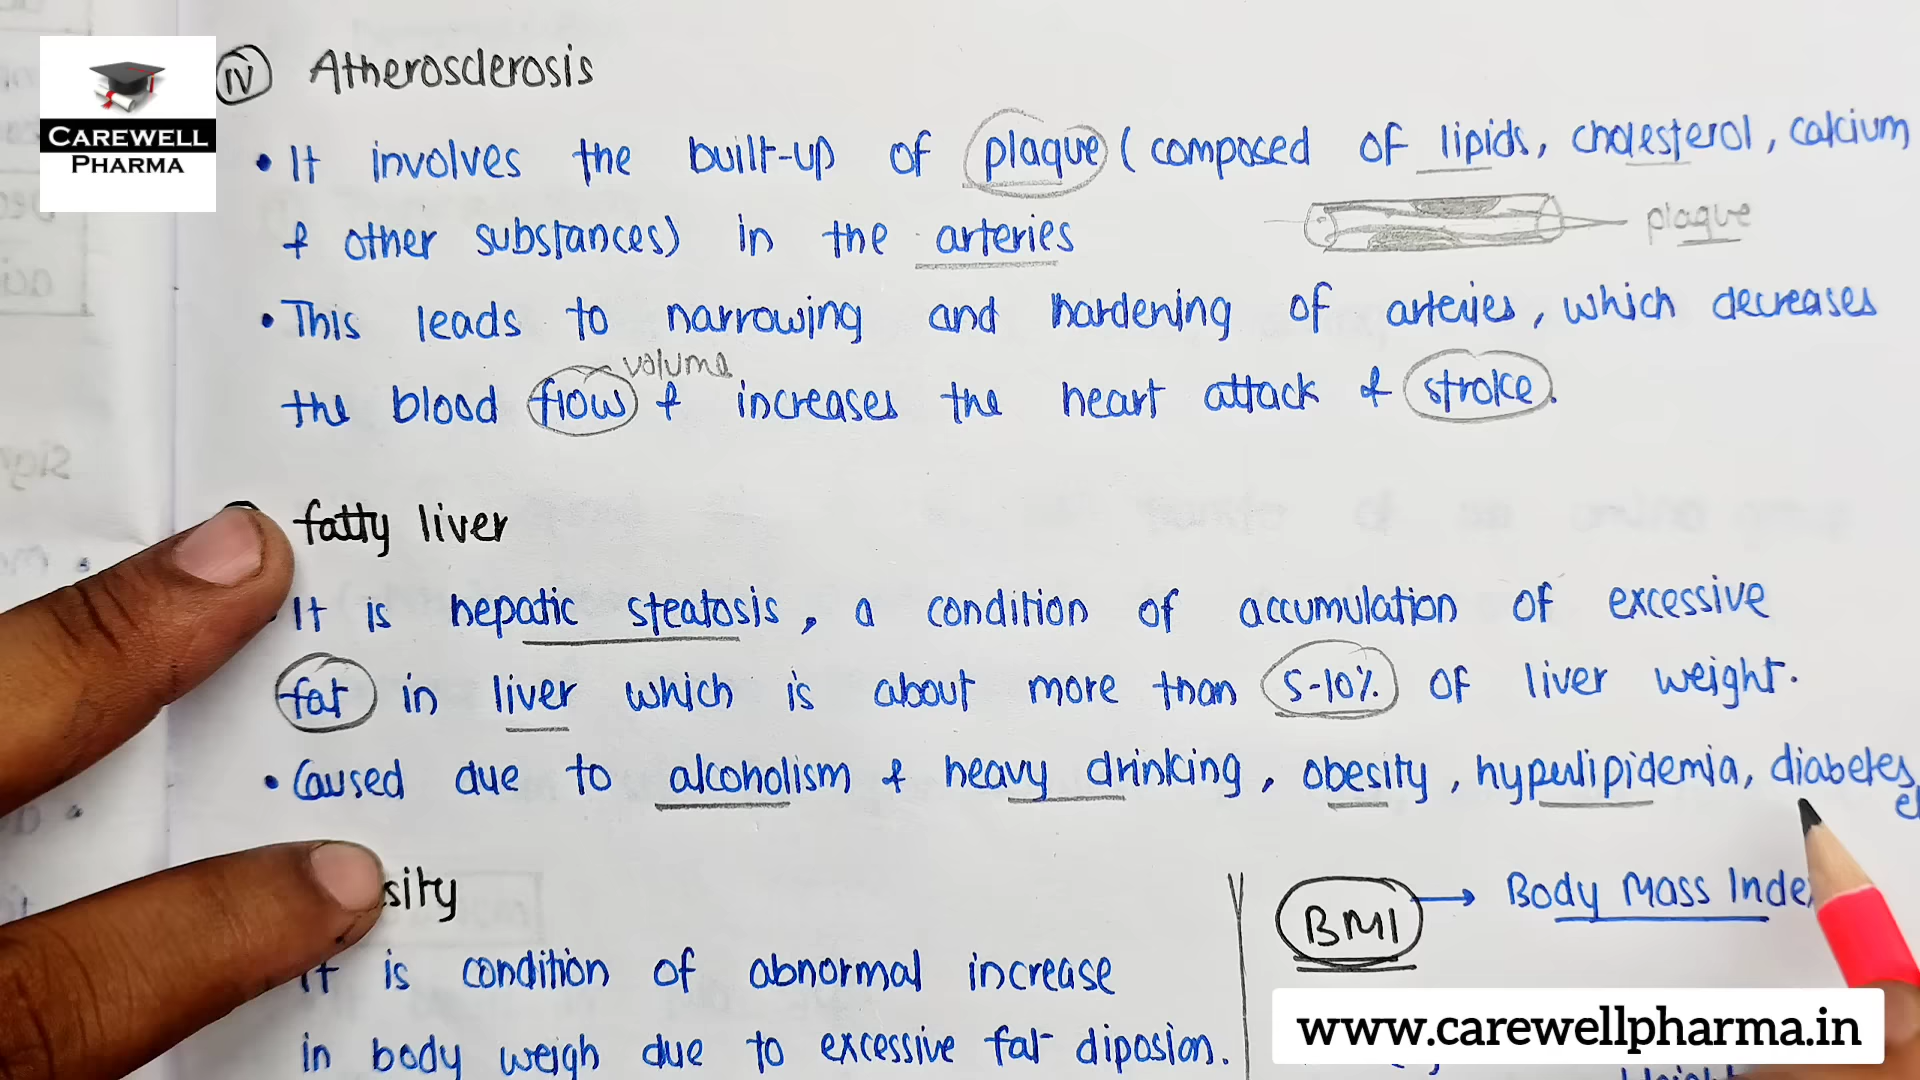 CAREWELL
PHARMA
IV Atherosclerosis
• It involves the built-up of plaque (composed of lipids, cholesterol, calcium,
& other substances) in the arteries
plaque
• This leads to narrowing and hardening of arteries, which decreases
volume
the blood flow & increases the heart attack & stroke.
fatty liver
It is hepatic steatosis, a condition of accumulation of excessive
fat in liver which is about more than 5-10% of liver weight.
• Caused due to alcoholism & heavy drinking, obesity, hyperlipidemia, diabetes,
sity
It is condition of abnormal increase
in body weigh due to excessive fat diposion.
BMI → Body Mass Inde
www.carewellpharma.in